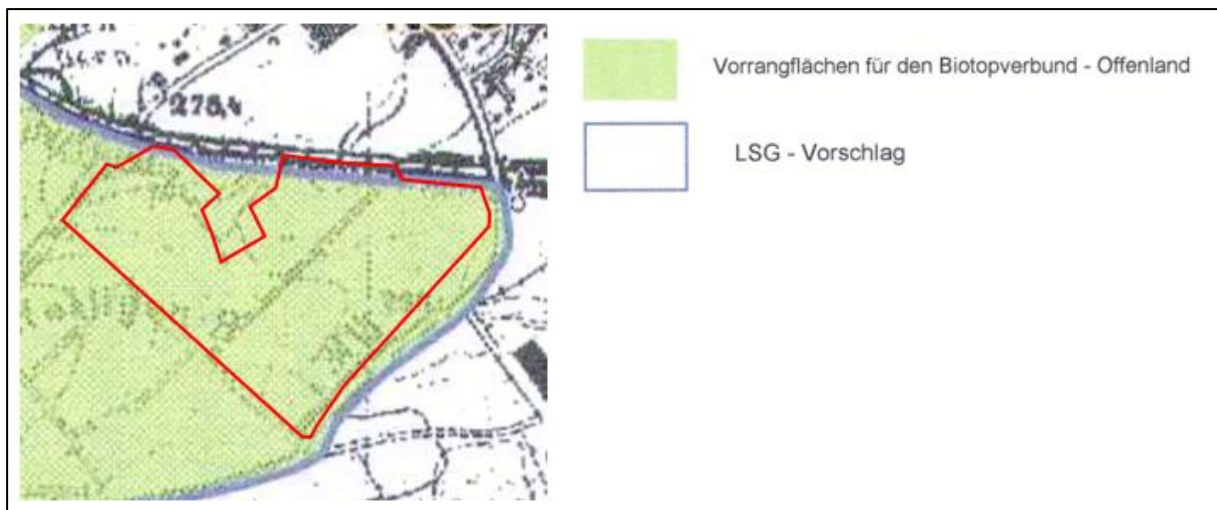 275,4
Vorrangflächen für den Biotopverbund - Offenland
LSG - Vorschlag